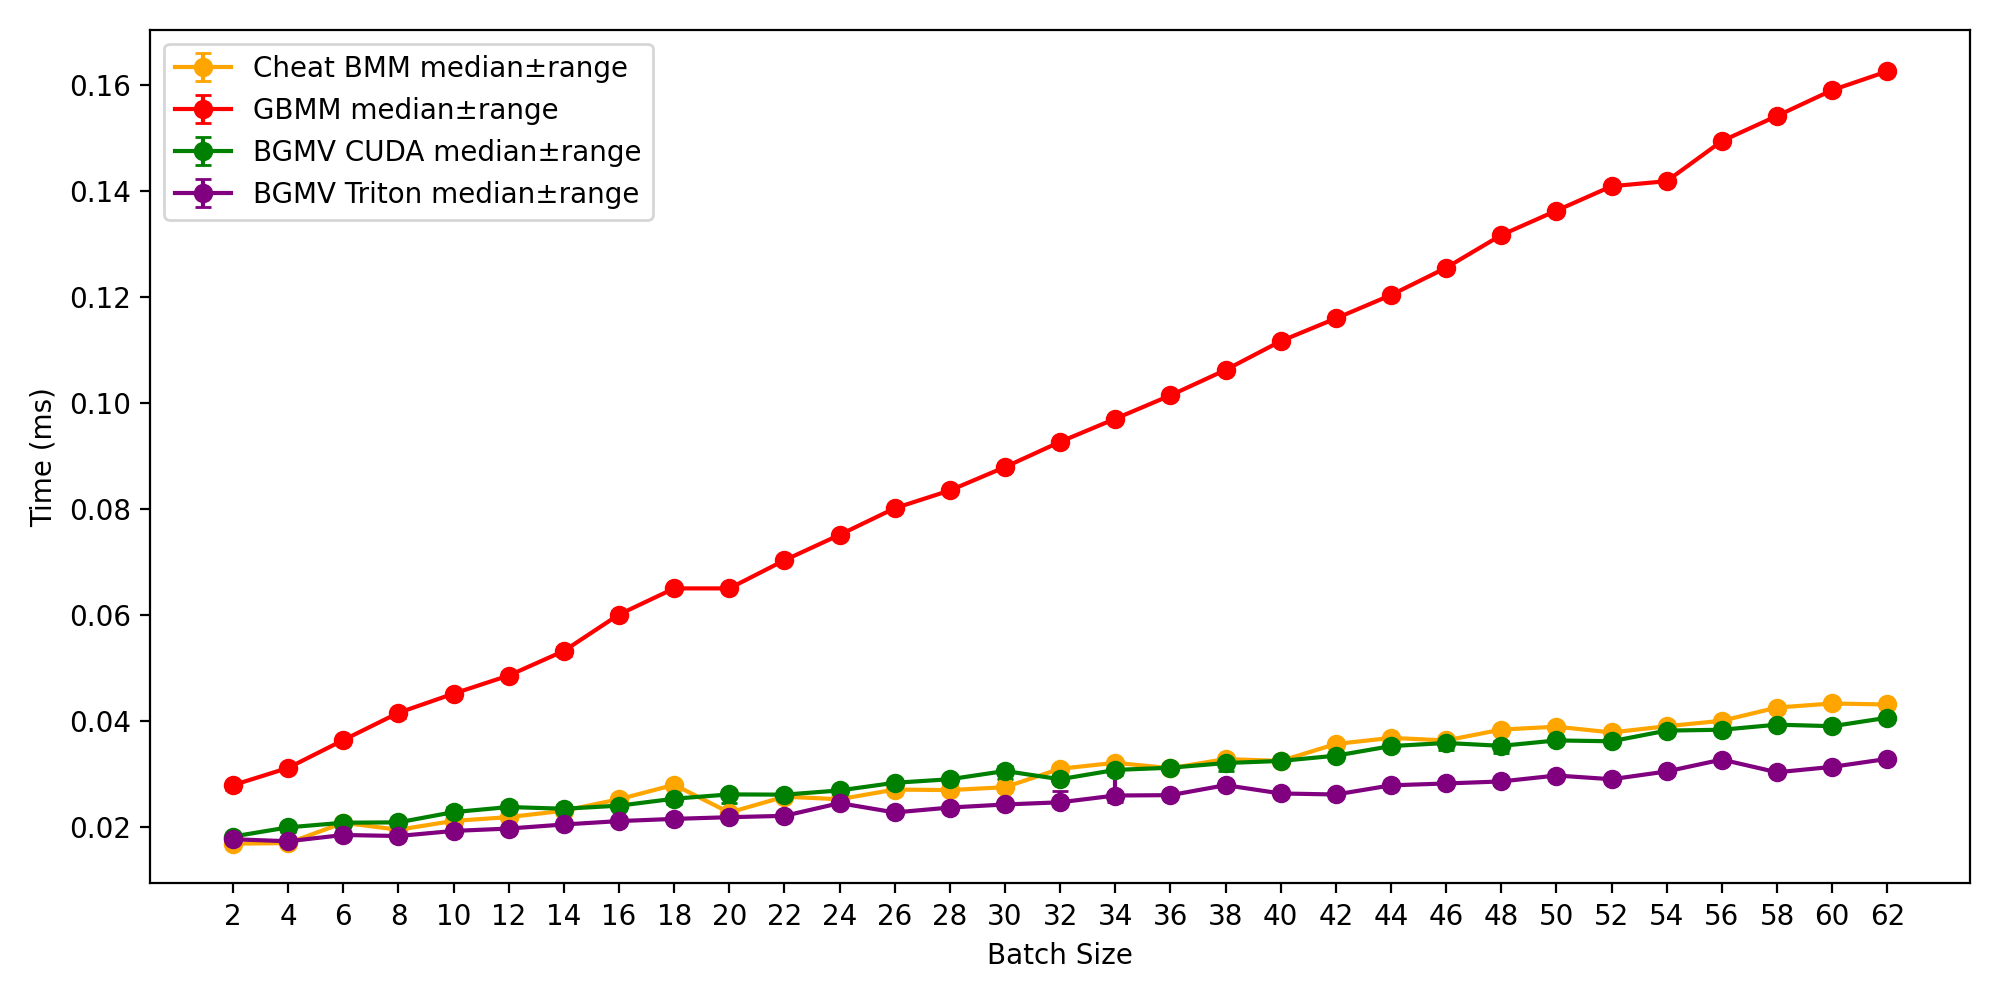 Cheat BMM median±range
GBMM median±range
BGMV CUDA median±range
BGMV Triton median±range
Time (ms)
0.16
0.14
0.12
0.10
0.08
0.06
0.04
0.02
2 4 6 8 10 12 14 16 18 20 22 24 26 28 30 32 34 36 38 40 42 44 46 48 50 52 54 56 58 60 62
Batch Size